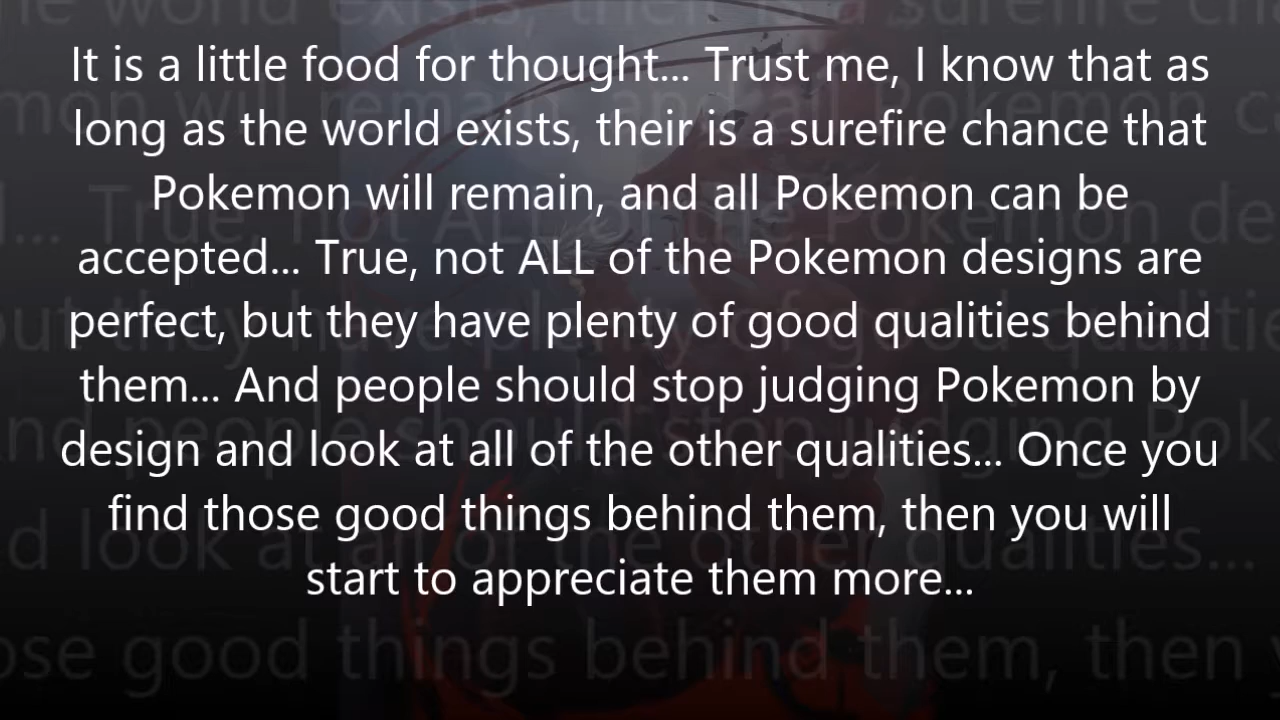 It is a little food for thought... Trust me, I know that as
long as the world exists, their is a surefire chance that
Pokemon will remain, and all Pokemon can be
accepted... True, not ALL of the Pokemon designs are
perfect, but they have plenty of good qualities behind
them... And people should stop judging Pokemon by
design and look at all of the other qualities... Once you
find those good things behind them, then you will
start to appreciate them more...